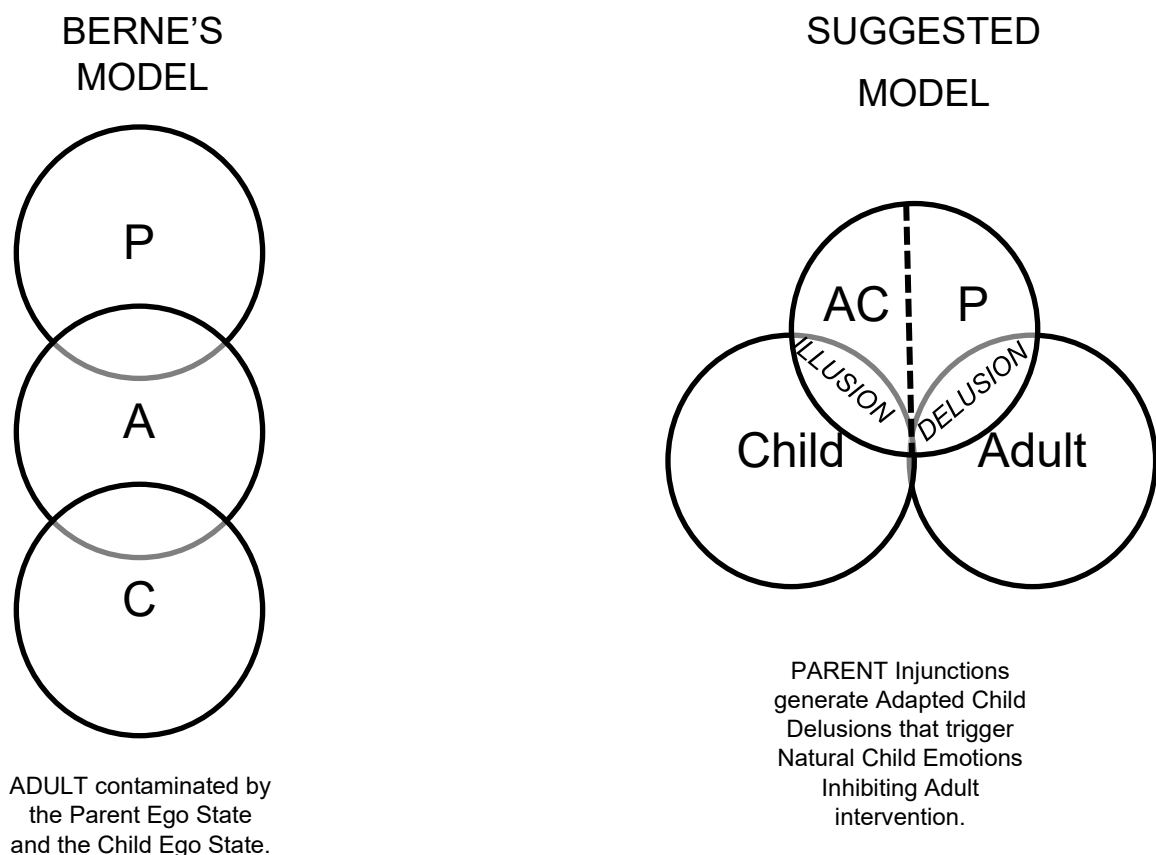 BERNE’S
MODEL
P
A
C
ADULT contaminated by
the Parent Ego State
and the Child Ego State.
SUGGESTED
MODEL
AC
P
ILLUSION
DELUSION
Child
Adult
PARENT Injunctions
generate Adapted Child
Delusions that trigger
Natural Child Emotions
Inhibiting Adult
intervention.